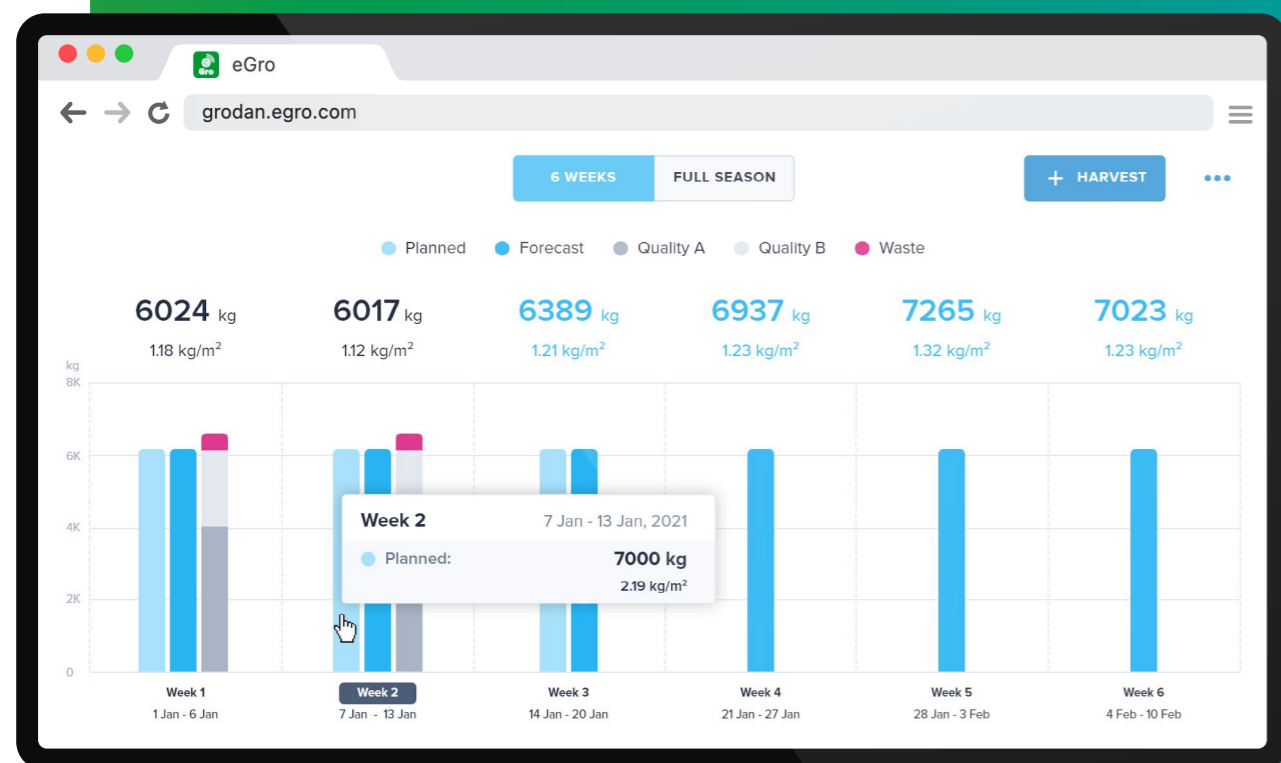 eGro
Gro
grodan.egro.com
6 WEEKS FULL SEASON + HARVEST
Planned Forecast Quality A Quality B Waste
6024 kg 6017 kg 6389 kg 6937 kg 7265 kg 7023 kg
1.18 kg/m² 1.12 kg/m² 1.21 kg/m² 1.23 kg/m² 1.32 kg/m² 1.23 kg/m²
kg
8K
6K
4K
2K
0
Week 2 7 Jan - 13 Jan, 2021
Planned: 7000 kg
2.19 kg/m²
Week 1 Week 2 Week 3 Week 4 Week 5 Week 6
1 Jan - 6 Jan 7 Jan - 13 Jan 14 Jan - 20 Jan 21 Jan - 27 Jan 28 Jan - 3 Feb 4 Feb - 10 Feb